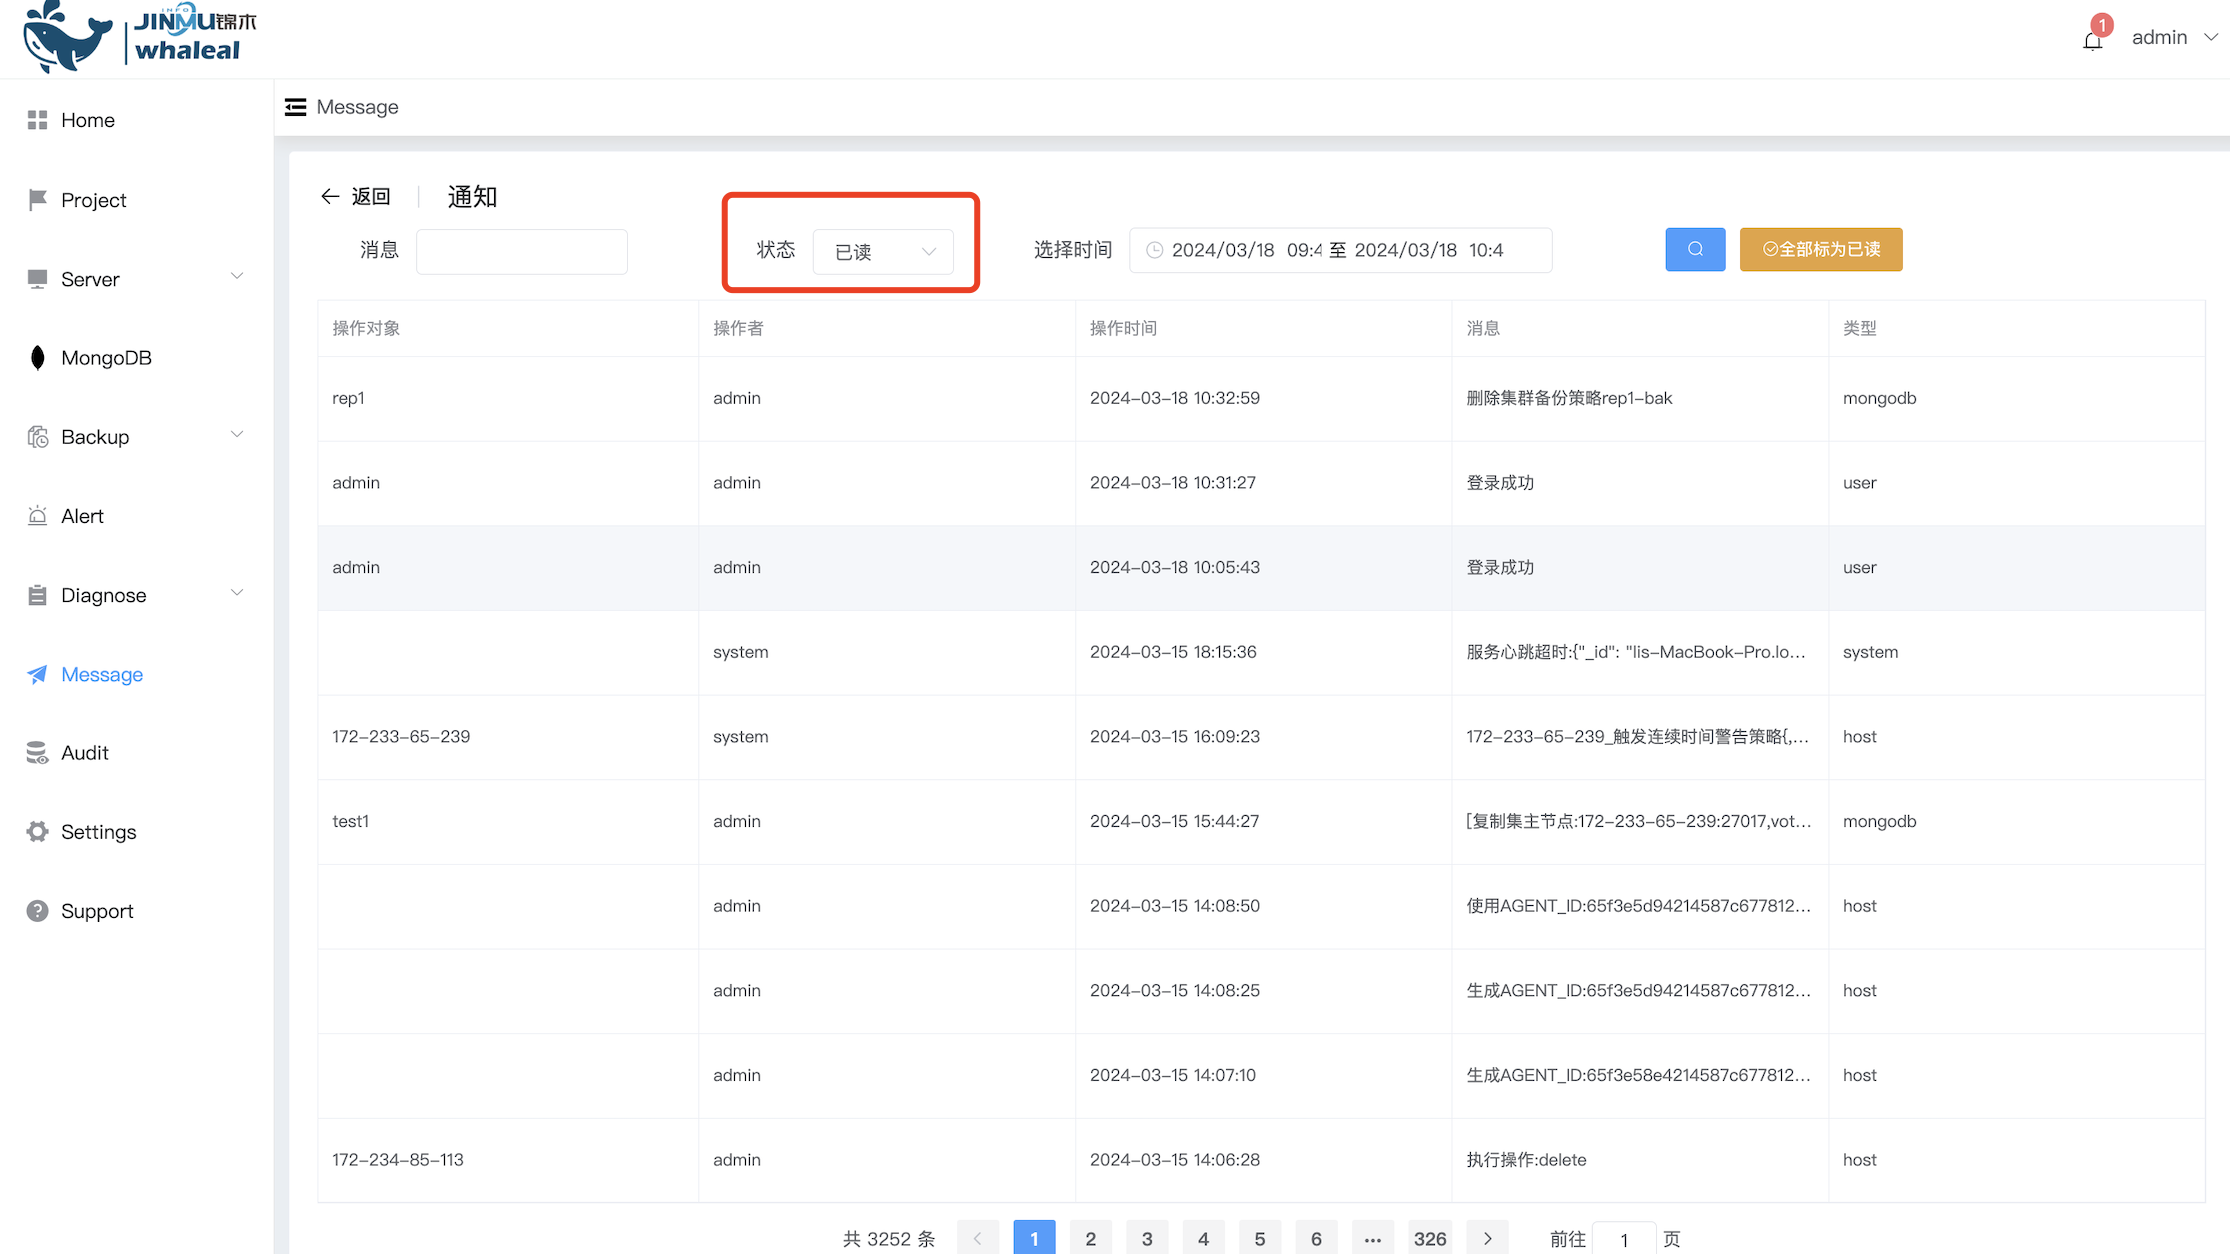 INFO
JINMU锦木
whaleal
1
admin
Home
Project
Server
MongoDB
Backup
Alert
Diagnose
Message
Audit
Settings
Support
Message
返回 通知
消息 状态 已读 选择时间 2024/03/18 09:4 至 2024/03/18 10:4 全部标为已读
操作对象 操作者 操作时间 消息 类型
rep1 admin 2024-03-18 10:32:59 删除集群备份策略rep1-bak mongodb
admin admin 2024-03-18 10:31:27 登录成功 user
admin admin 2024-03-18 10:05:43 登录成功 user
system 2024-03-15 18:15:36 服务心跳超时:{"_id": "lis-MacBook-Pro.lo... system
172-233-65-239 system 2024-03-15 16:09:23 172-233-65-239_触发连续时间警告策略{,... host
test1 admin 2024-03-15 15:44:27 [复制集主节点:172-233-65-239:27017,vot... mongodb
admin 2024-03-15 14:08:50 使用AGENT_ID:65f3e5d94214587c677812... host
admin 2024-03-15 14:08:25 生成AGENT_ID:65f3e5d94214587c677812... host
admin 2024-03-15 14:07:10 生成AGENT_ID:65f3e58e4214587c677812... host
172-234-85-113 admin 2024-03-15 14:06:28 执行操作:delete host
共 3252 条 1 2 3 4 5 6 ... 326 前往 1 页